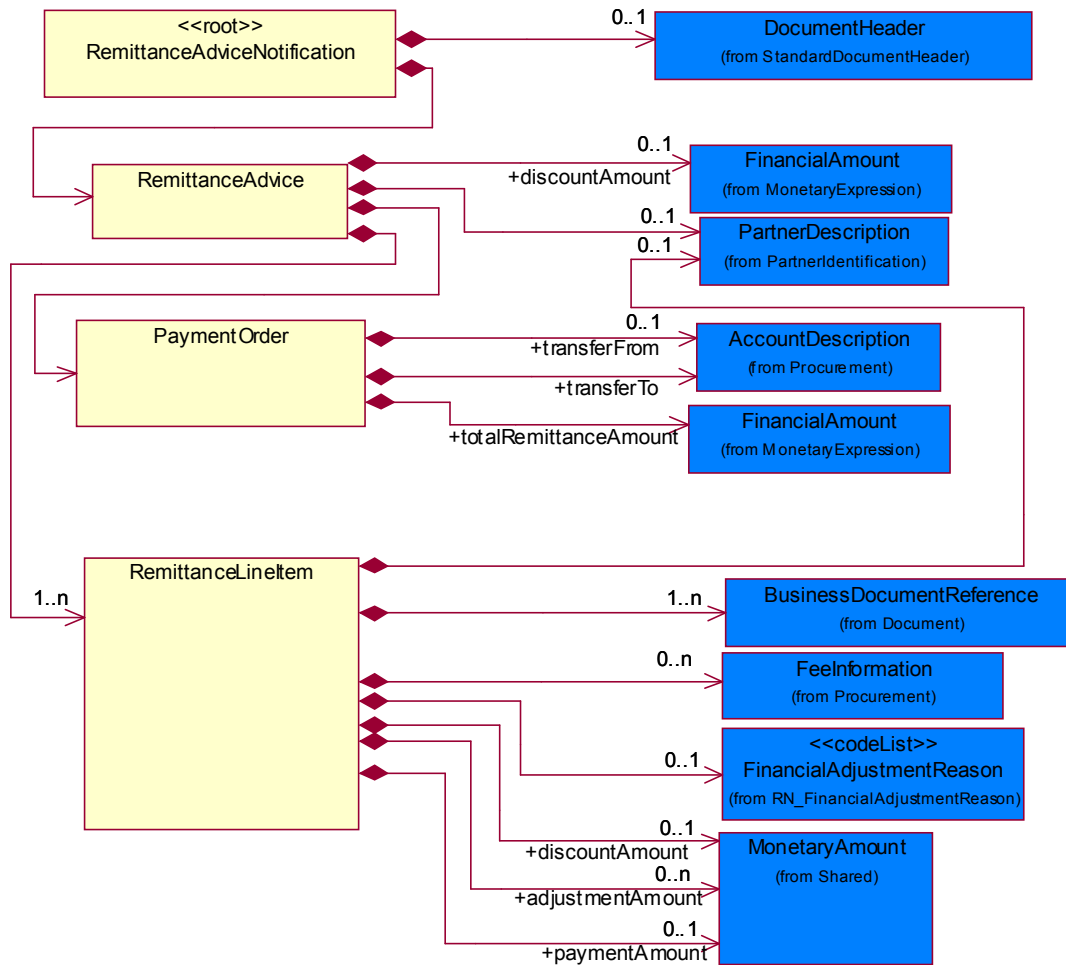 <<root>>
RemittanceAdviceNotification
0..1
DocumentHeader
(from StandardDocumentHeader)
RemittanceAdvice
0..1
+discountAmount
FinancialAmount
(from MonetaryExpression)
0..1
0..1
PartnerDescription
(from PartnerIdentification)
PaymentOrder
0..1
+transferFrom
+transferTo
AccountDescription
(from Procurement)
+totalRemittanceAmount
FinancialAmount
(from MonetaryExpression)
1..n
RemittanceLineItem
1..n
BusinessDocumentReference
(from Document)
0..n
FeeInformation
(from Procurement)
0..1
<<codeList>>
FinancialAdjustmentReason
(from RN_FinancialAdjustmentReason)
0..1
+discountAmount
0..n
+adjustmentAmount
0..1
+paymentAmount
MonetaryAmount
(from Shared)